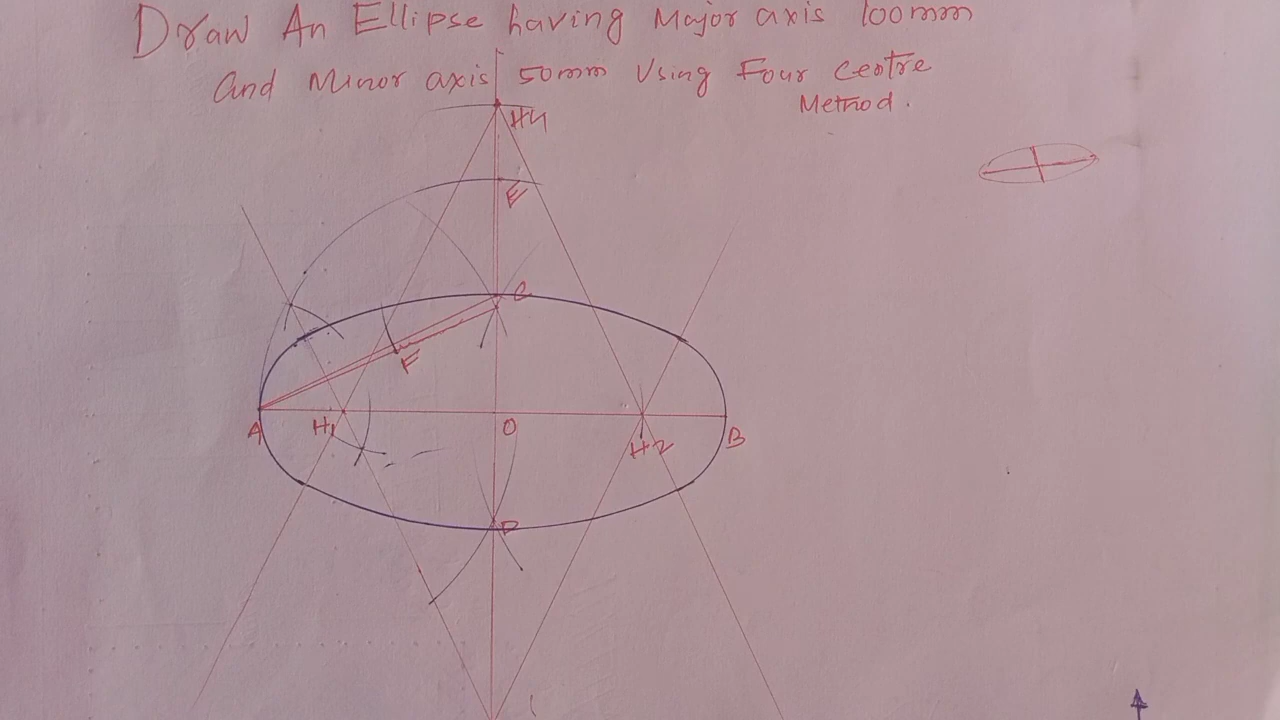 Draw An Ellipse having Major axis 100mm
And Minor axis 50mm Using Four Centre
Method.
H4
E
C
F
A
H1
O
H2
B
D